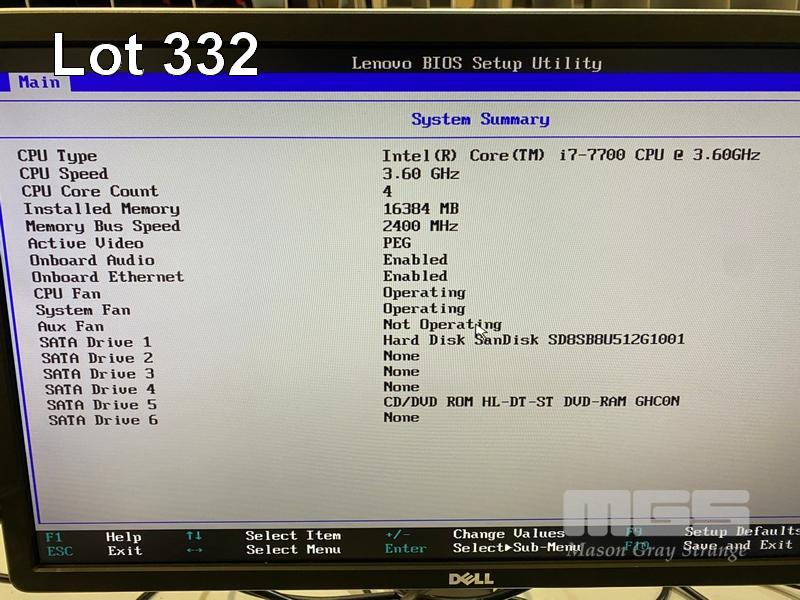 Lot 332
Lenovo BIOS Setup Utility
Main
System Summary
CPU Type Intel(R) Core(TM) i7-7700 CPU @ 3.60GHz
CPU Speed 3.60 GHz
CPU Core Count 4
Installed Memory 16384 MB
Memory Bus Speed 2400 MHz
Active Video PEG
Onboard Audio Enabled
Onboard Ethernet Enabled
CPU Fan Operating
System Fan Operating
Aux Fan Not Operating
SATA Drive 1 Hard Disk SanDisk SD8SB8U512G1001
SATA Drive 2 None
SATA Drive 3 None
SATA Drive 4 None
SATA Drive 5 CD/DVD ROM HL-DT-ST DVD-RAM GHC0N
SATA Drive 6 None
F1 Help ↑↓ Select Item +/- Change Values F9 Setup Defaults
ESC Exit ↔ Select Menu Enter Select▶Sub-Menu F10 Save and Exit
MGS
Mason Gray Strange
DELL